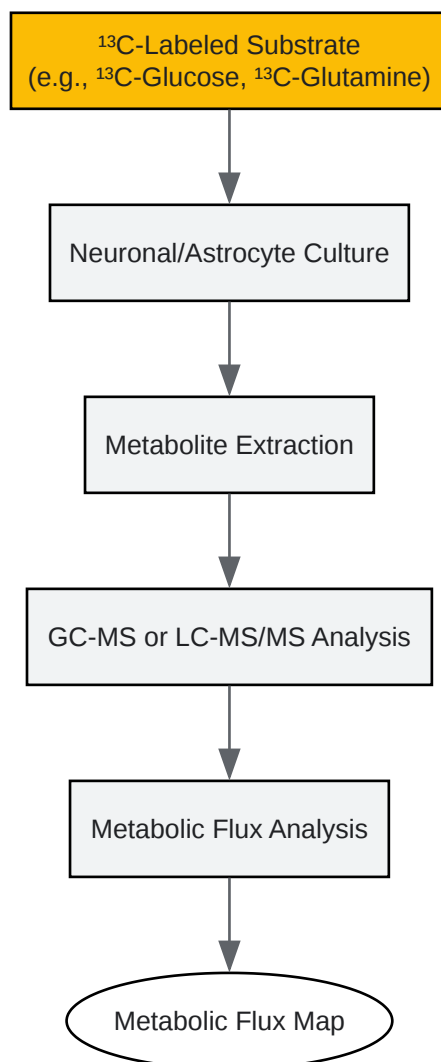 ¹³C-Labeled Substrate
(e.g., ¹³C-Glucose, ¹³C-Glutamine)
Neuronal/Astrocyte Culture
Metabolite Extraction
GC-MS or LC-MS/MS Analysis
Metabolic Flux Analysis
Metabolic Flux Map